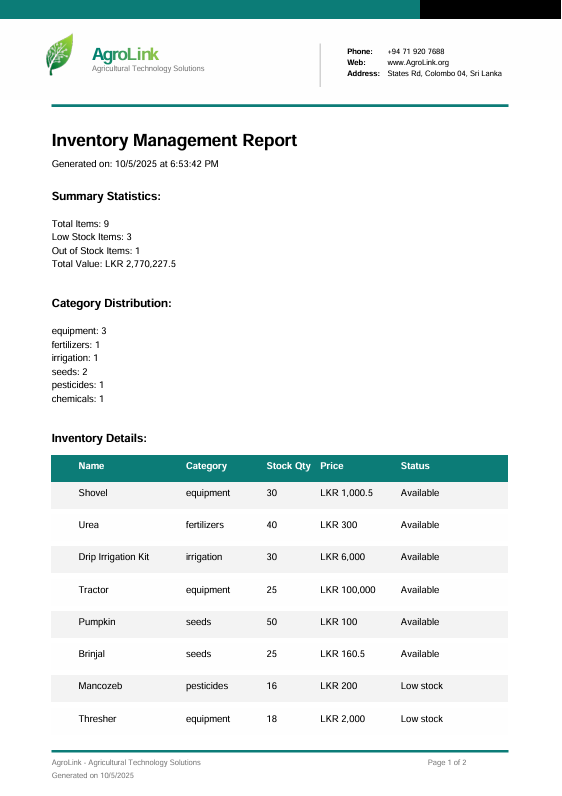 AgroLink
Agricultural Technology Solutions
Phone: +94 71 920 7688
Web: www.AgroLink.org
Address: States Rd, Colombo 04, Sri Lanka
Inventory Management Report
Generated on: 10/5/2025 at 6:53:42 PM
Summary Statistics:
Total Items: 9
Low Stock Items: 3
Out of Stock Items: 1
Total Value: LKR 2,770,227.5
Category Distribution:
equipment: 3
fertilizers: 1
irrigation: 1
seeds: 2
pesticides: 1
chemicals: 1
Inventory Details:
Name Category Stock Qty Price Status
Shovel equipment 30 LKR 1,000.5 Available
Urea fertilizers 40 LKR 300 Available
Drip Irrigation Kit irrigation 30 LKR 6,000 Available
Tractor equipment 25 LKR 100,000 Available
Pumpkin seeds 50 LKR 100 Available
Brinjal seeds 25 LKR 160.5 Available
Mancozeb pesticides 16 LKR 200 Low stock
Thresher equipment 18 LKR 2,000 Low stock
AgroLink - Agricultural Technology Solutions Page 1 of 2
Generated on 10/5/2025